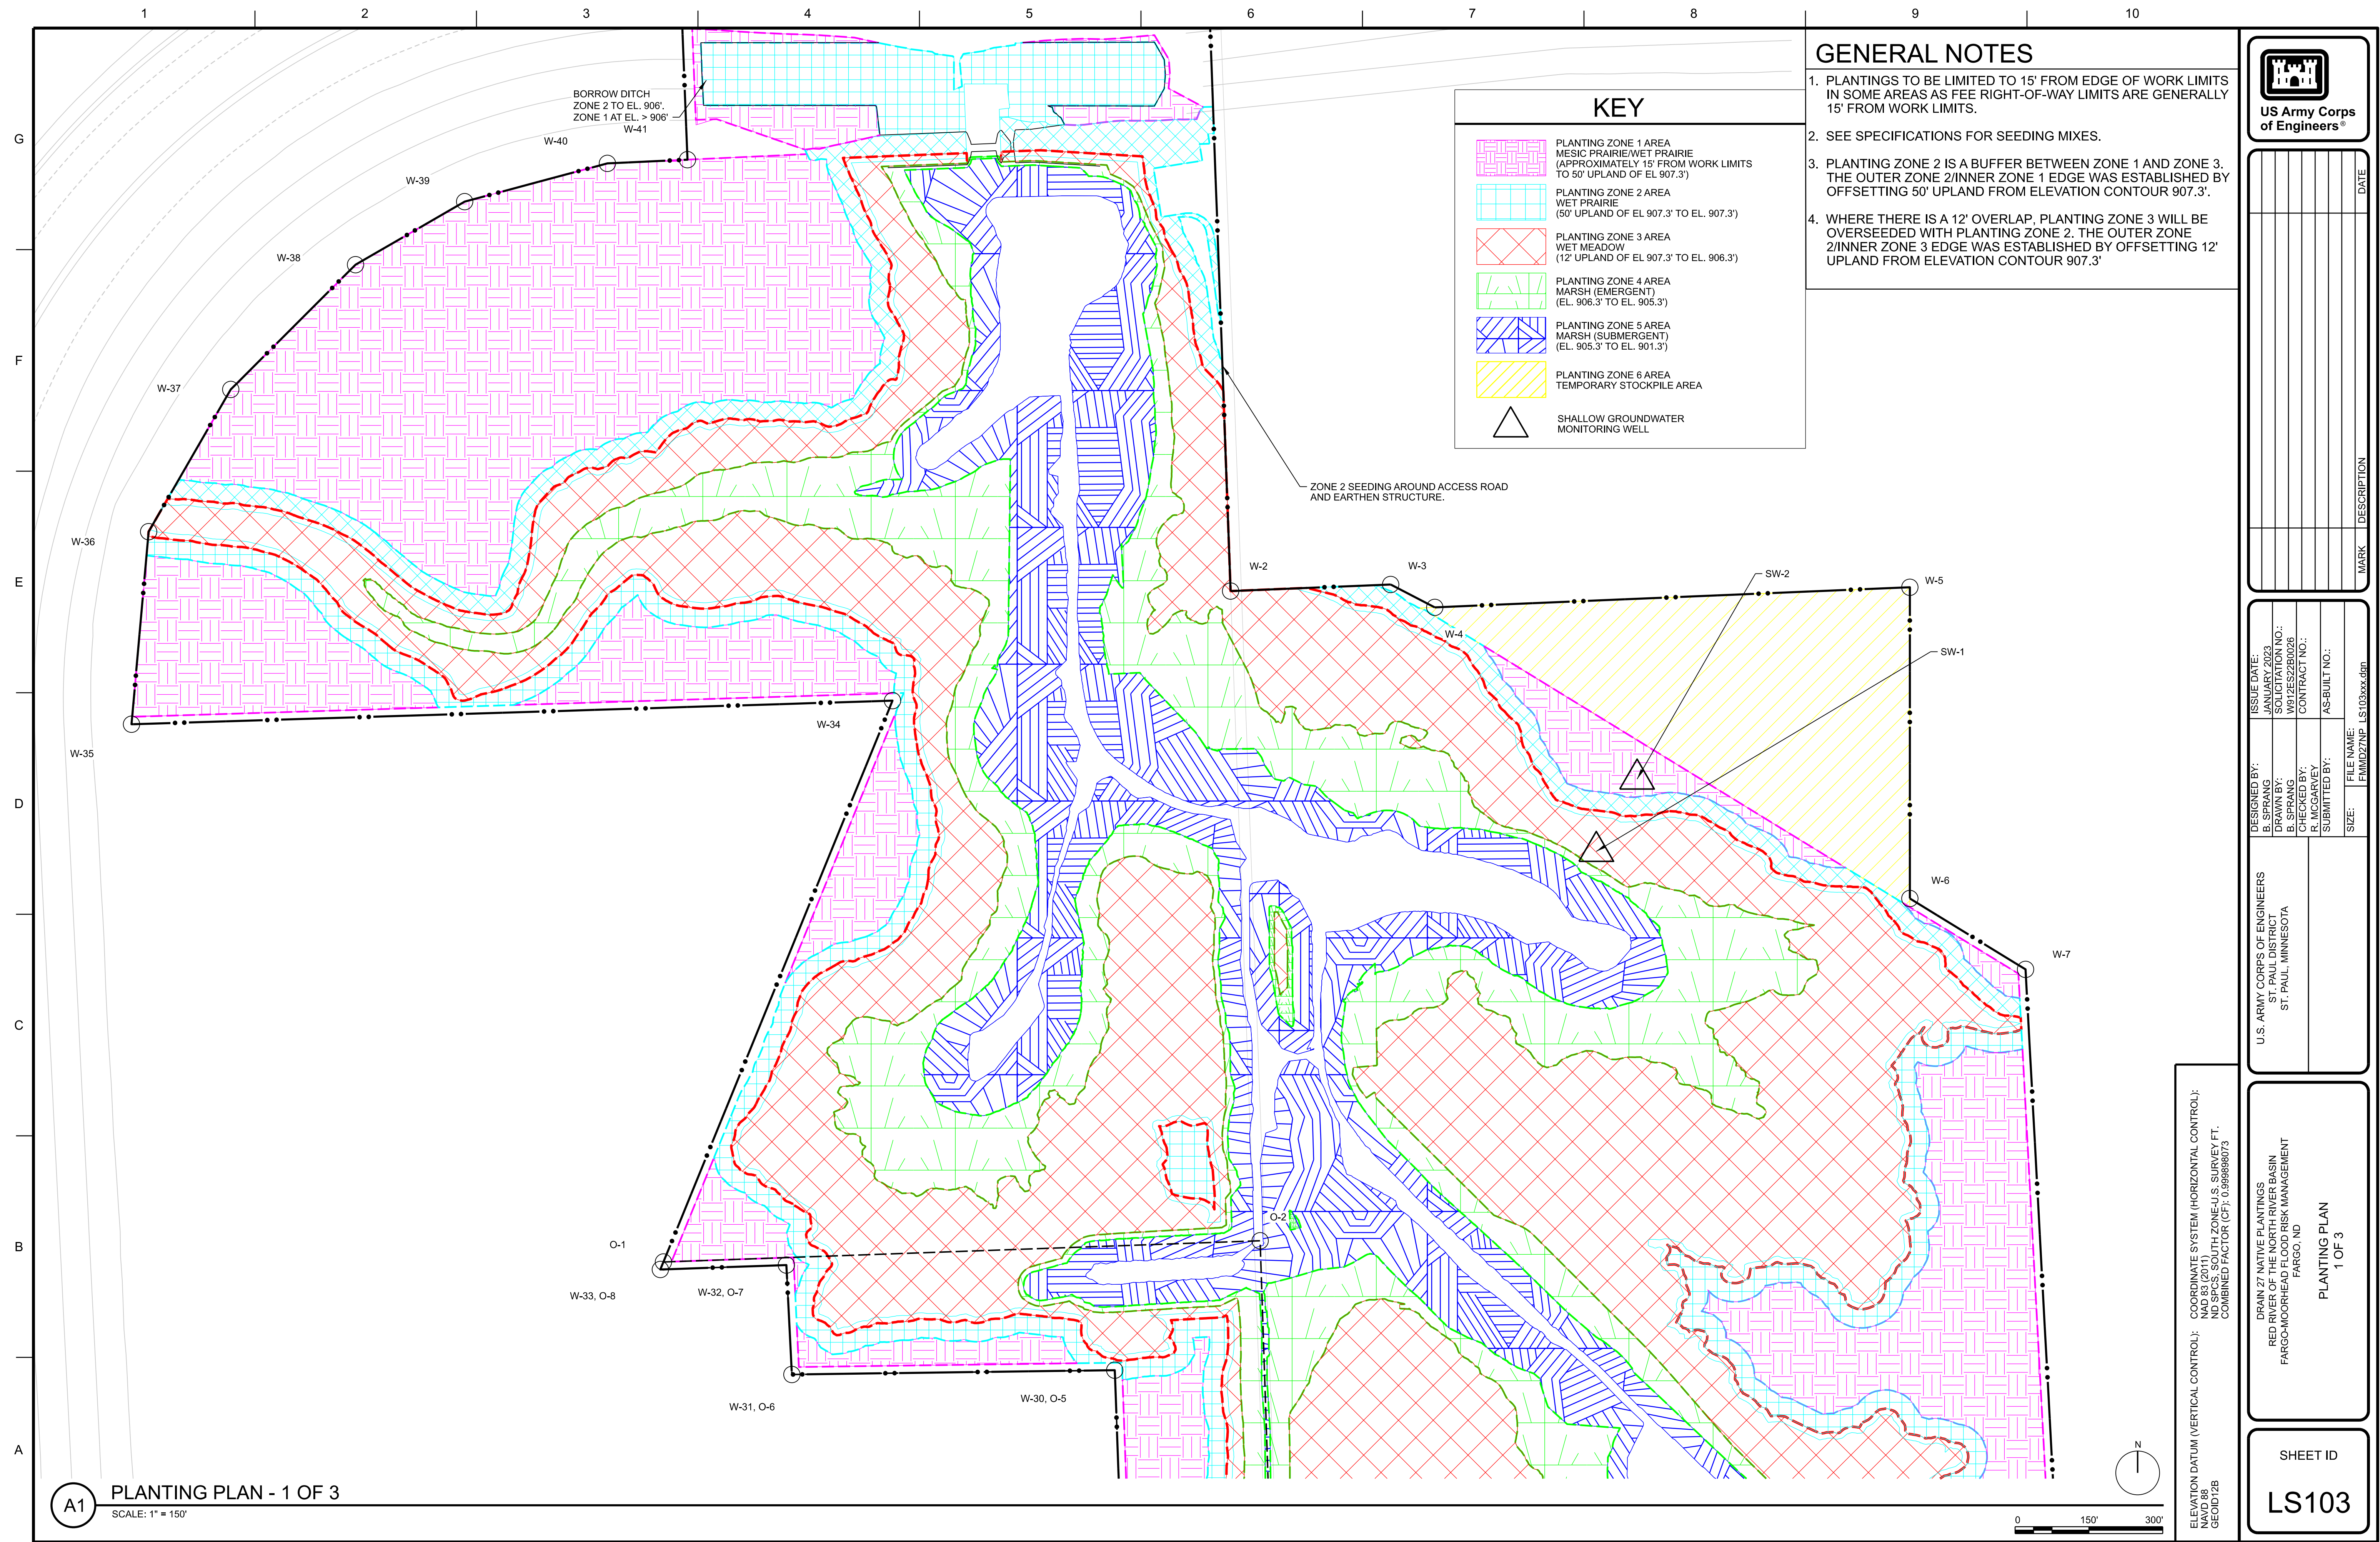 1 2 3 4 5 6 7 8 9 10
G
F
E
D
C
B
A
BORROW DITCH
ZONE 2 TO EL. 906'.
ZONE 1 AT EL. > 906'
W-41
W-40
W-39
W-38
W-37
W-36
W-35
W-34
O-1
W-33, O-8
W-32, O-7
W-31, O-6
W-30, O-5
O-2
W-2
W-3
W-4
W-5
W-6
W-7
SW-2
SW-1
ZONE 2 SEEDING AROUND ACCESS ROAD
AND EARTHEN STRUCTURE.
KEY
PLANTING ZONE 1 AREA
MESIC PRAIRIE/WET PRAIRIE
(APPROXIMATELY 15' FROM WORK LIMITS
TO 50' UPLAND OF EL 907.3')
PLANTING ZONE 2 AREA
WET PRAIRIE
(50' UPLAND OF EL 907.3' TO EL. 907.3')
PLANTING ZONE 3 AREA
WET MEADOW
(12' UPLAND OF EL 907.3' TO EL. 906.3')
PLANTING ZONE 4 AREA
MARSH (EMERGENT)
(EL. 906.3' TO EL. 905.3')
PLANTING ZONE 5 AREA
MARSH (SUBMERGENT)
(EL. 905.3' TO EL. 901.3')
PLANTING ZONE 6 AREA
TEMPORARY STOCKPILE AREA
SHALLOW GROUNDWATER
MONITORING WELL
GENERAL NOTES
1. PLANTINGS TO BE LIMITED TO 15' FROM EDGE OF WORK LIMITS
IN SOME AREAS AS FEE RIGHT-OF-WAY LIMITS ARE GENERALLY
15' FROM WORK LIMITS.
2. SEE SPECIFICATIONS FOR SEEDING MIXES.
3. PLANTING ZONE 2 IS A BUFFER BETWEEN ZONE 1 AND ZONE 3.
THE OUTER ZONE 2/INNER ZONE 1 EDGE WAS ESTABLISHED BY
OFFSETTING 50' UPLAND FROM ELEVATION CONTOUR 907.3'.
4. WHERE THERE IS A 12' OVERLAP, PLANTING ZONE 3 WILL BE
OVERSEEDED WITH PLANTING ZONE 2. THE OUTER ZONE
2/INNER ZONE 3 EDGE WAS ESTABLISHED BY OFFSETTING 12'
UPLAND FROM ELEVATION CONTOUR 907.3'
US Army Corps
of Engineers®
MARK DESCRIPTION DATE
DESIGNED BY:
B. SPRANG
DRAWN BY:
B. SPRANG
CHECKED BY:
R. MCGARVEY
SUBMITTED BY:
SIZE:
ISSUE DATE:
JANUARY 2023
SOLICITATION NO.:
W912ES22B0026
CONTRACT NO.:
AS-BUILT NO.:
FILE NAME:
FMMD27NP_LS103xxx.dgn
U.S. ARMY CORPS OF ENGINEERS
ST. PAUL DISTRICT
ST. PAUL, MINNESOTA
DRAIN 27 NATIVE PLANTINGS
RED RIVER OF THE NORTH RIVER BASIN
FARGO-MOORHEAD FLOOD RISK MANAGEMENT
FARGO, ND
PLANTING PLAN
1 OF 3
SHEET ID
LS103
ELEVATION DATUM (VERTICAL CONTROL):
NAVD 88
GEOID12B
COORDINATE SYSTEM (HORIZONTAL CONTROL):
NAD 83 (2011)
ND SPCS, SOUTH ZONE-U.S. SURVEY FT.
COMBINED FACTOR (CF): 0.999898073
N
0 150' 300'
A1
PLANTING PLAN - 1 OF 3
SCALE: 1" = 150'